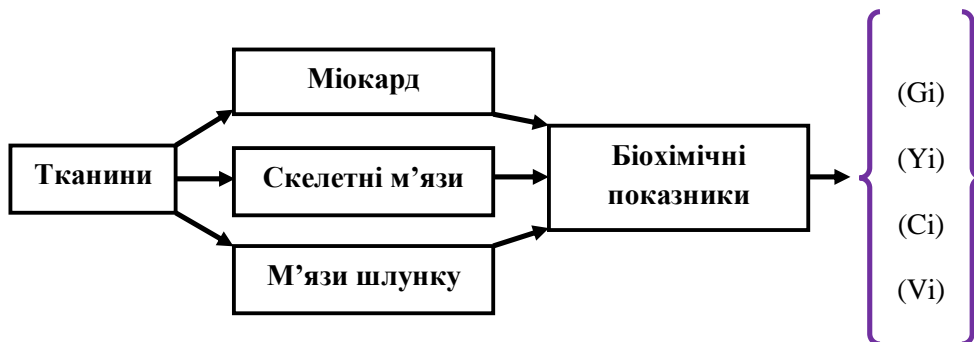 Тканини
Міокард
Скелетні м’язи
М’язи шлунку
Біохімічні
показники
(Gi)
(Yi)
(Ci)
(Vi)